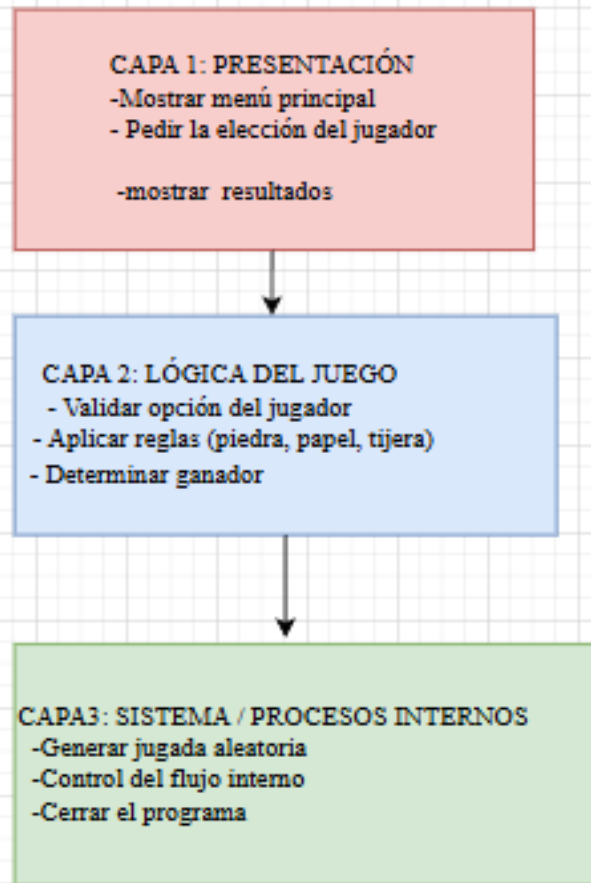 CAPA 1: PRESENTACIÓN
-Mostrar menú principal
- Pedir la elección del jugador
-mostrar resultados
CAPA 2: LÓGICA DEL JUEGO
- Validar opción del jugador
- Aplicar reglas (piedra, papel, tijera)
- Determinar ganador
CAPA3: SISTEMA / PROCESOS INTERNOS
-Generar jugada aleatoria
-Control del flujo interno
-Cerrar el programa